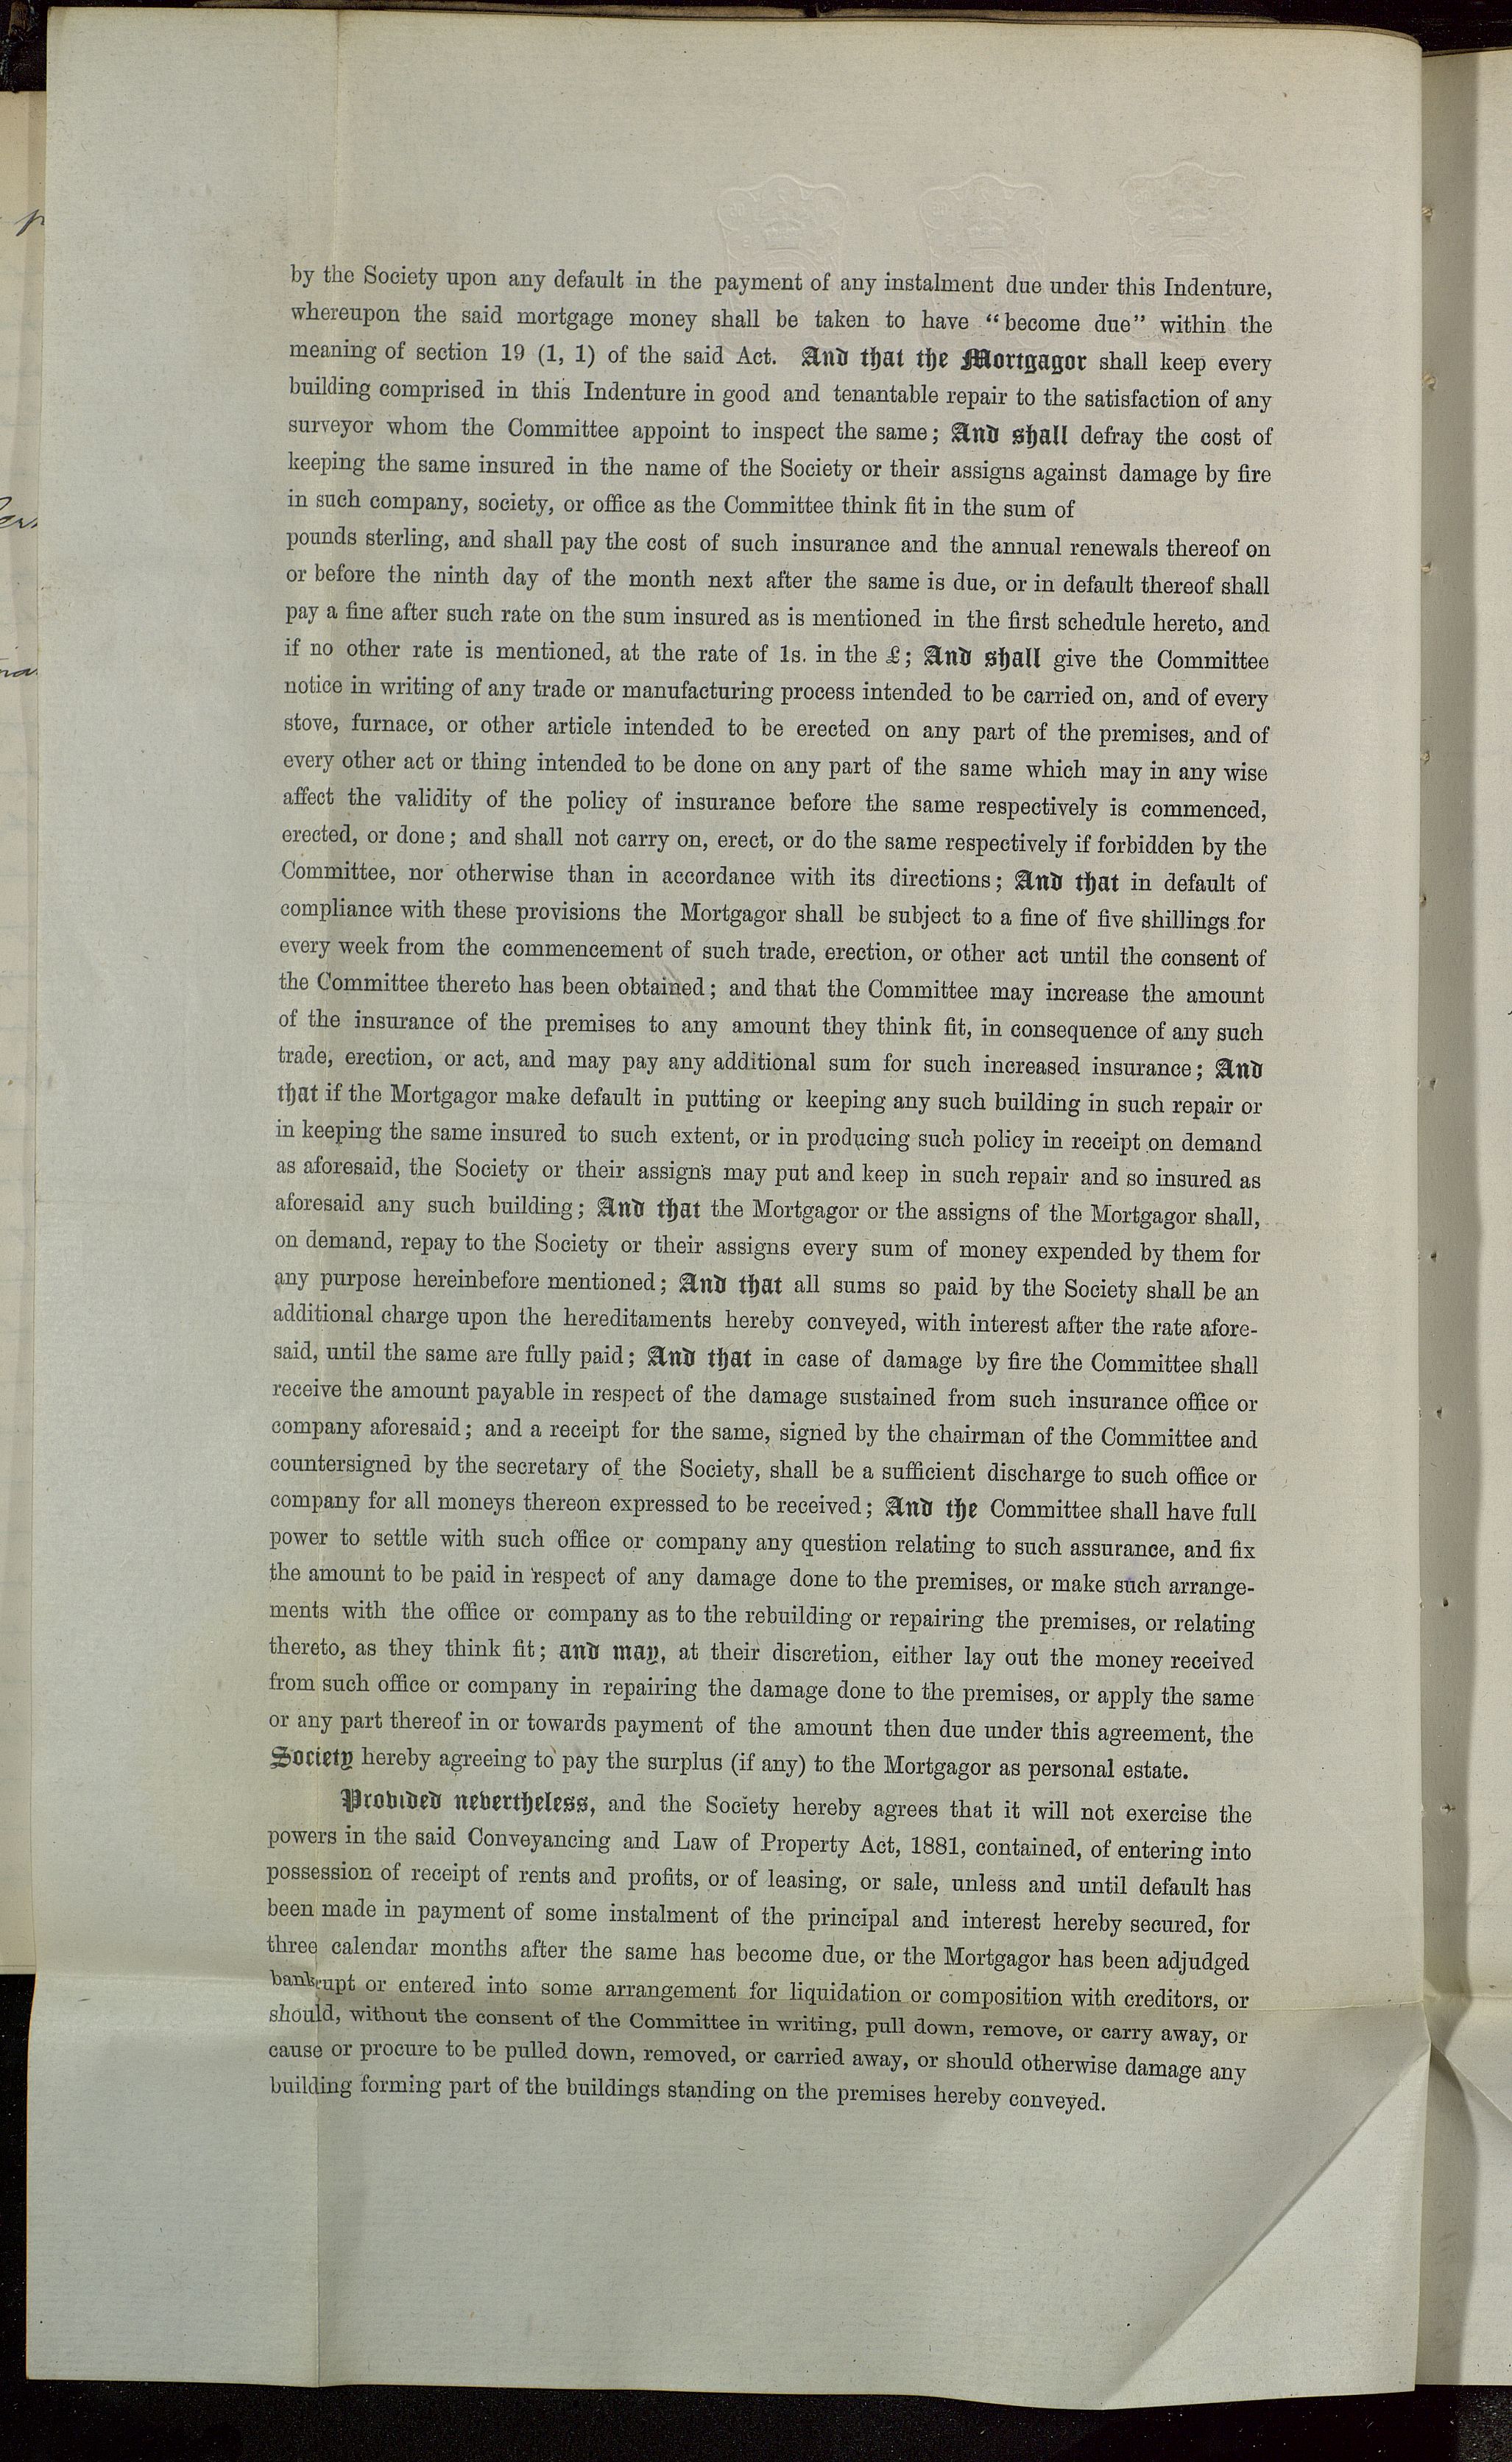 by the Society upon any default in the payment of any instalment due under this Indenture,
whereupon the said mortgage money shall be taken to have “become due” within the
meaning of section 19 (1, 1) of the said Act. And that the Mortgagor shall keep every
building comprised in this Indenture in good and tenantable repair to the satisfaction of any
surveyor whom the Committee appoint to inspect the same; And shall defray the cost of
keeping the same insured in the name of the Society or their assigns against damage by fire
in such company, society, or office as the Committee think fit in the sum of
pounds sterling, and shall pay the cost of such insurance and the annual renewals thereof on
or before the ninth day of the month next after the same is due, or in default thereof shall
pay a fine after such rate on the sum insured as is mentioned in the first schedule hereto, and
if no other rate is mentioned, at the rate of 1s. in the £; And shall give the Committee
notice in writing of any trade or manufacturing process intended to be carried on, and of every
stove, furnace, or other article intended to be erected on any part of the premises, and of
every other act or thing intended to be done on any part of the same which may in any wise
affect the validity of the policy of insurance before the same respectively is commenced,
erected, or done; and shall not carry on, erect, or do the same respectively if forbidden by the
Committee, nor otherwise than in accordance with its directions; And that in default of
compliance with these provisions the Mortgagor shall be subject to a fine of five shillings for
every week from the commencement of such trade, erection, or other act until the consent of
the Committee thereto has been obtained; and that the Committee may increase the amount
of the insurance of the premises to any amount they think fit, in consequence of any such
trade, erection, or act, and may pay any additional sum for such increased insurance; And
that if the Mortgagor make default in putting or keeping any such building in such repair or
in keeping the same insured to such extent, or in producing such policy in receipt on demand
as aforesaid, the Society or their assigns may put and keep in such repair and so insured as
aforesaid any such building; And that the Mortgagor or the assigns of the Mortgagor shall,
on demand, repay to the Society or their assigns every sum of money expended by them for
any purpose hereinbefore mentioned; And that all sums so paid by the Society shall be an
additional charge upon the hereditaments hereby conveyed, with interest after the rate afore-
said, until the same are fully paid; And that in case of damage by fire the Committee shall
receive the amount payable in respect of the damage sustained from such insurance office or
company aforesaid; and a receipt for the same, signed by the chairman of the Committee and
countersigned by the secretary of the Society, shall be a sufficient discharge to such office or
company for all moneys thereon expressed to be received; And the Committee shall have full
power to settle with such office or company any question relating to such assurance, and fix
the amount to be paid in respect of any damage done to the premises, or make such arrange-
ments with the office or company as to the rebuilding or repairing the premises, or relating
thereto, as they think fit; and may, at their discretion, either lay out the money received
from such office or company in repairing the damage done to the premises, or apply the same
or any part thereof in or towards payment of the amount then due under this agreement, the
Society hereby agreeing to pay the surplus (if any) to the Mortgagor as personal estate.
Provided nevertheless, and the Society hereby agrees that it will not exercise the
powers in the said Conveyancing and Law of Property Act, 1881, contained, of entering into
possession of receipt of rents and profits, or of leasing, or sale, unless and until default has
been made in payment of some instalment of the principal and interest hereby secured, for
three calendar months after the same has become due, or the Mortgagor has been adjudged
bankrupt or entered into some arrangement for liquidation or composition with creditors, or
should, without the consent of the Committee in writing, pull down, remove, or carry away, or
cause or procure to be pulled down, removed, or carried away, or should otherwise damage any
building forming part of the buildings standing on the premises hereby conveyed.